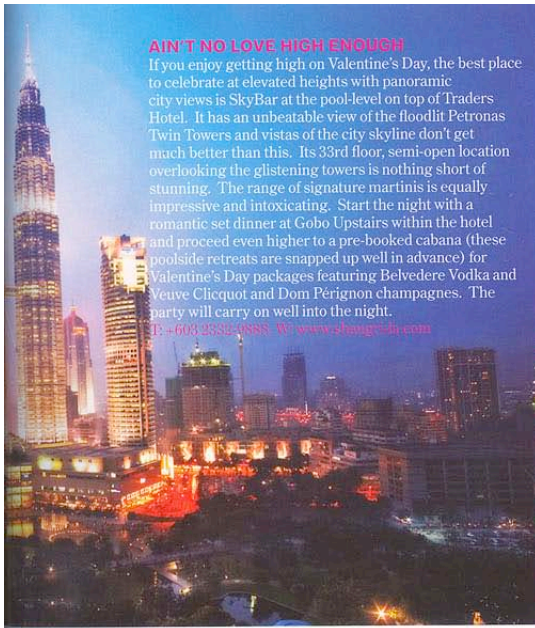 AIN'T NO LOVE HIGH ENOUGH
If you enjoy getting high on Valentine's Day, the best place
to celebrate at elevated heights with panoramic
city views is SkyBar at the pool-level on top of Traders
Hotel. It has an unbeatable view of the floodlit Petronas
Twin Towers and vistas of the city skyline don't get
much better than this. Its 33rd floor, semi-open location
overlooking the glistening towers is nothing short of
stunning. The range of signature martinis is equally
impressive and intoxicating. Start the night with a
romantic set dinner at Gobo Upstairs within the hotel
and proceed even higher to a pre-booked cabana (these
poolside retreats are snapped up well in advance) for
Valentine's Day packages featuring Belvedere Vodka and
Veuve Clicquot and Dom Pérignon champagnes. The
party will carry on well into the night.
T: +603 2332 9888 W: www.shangri-la.com